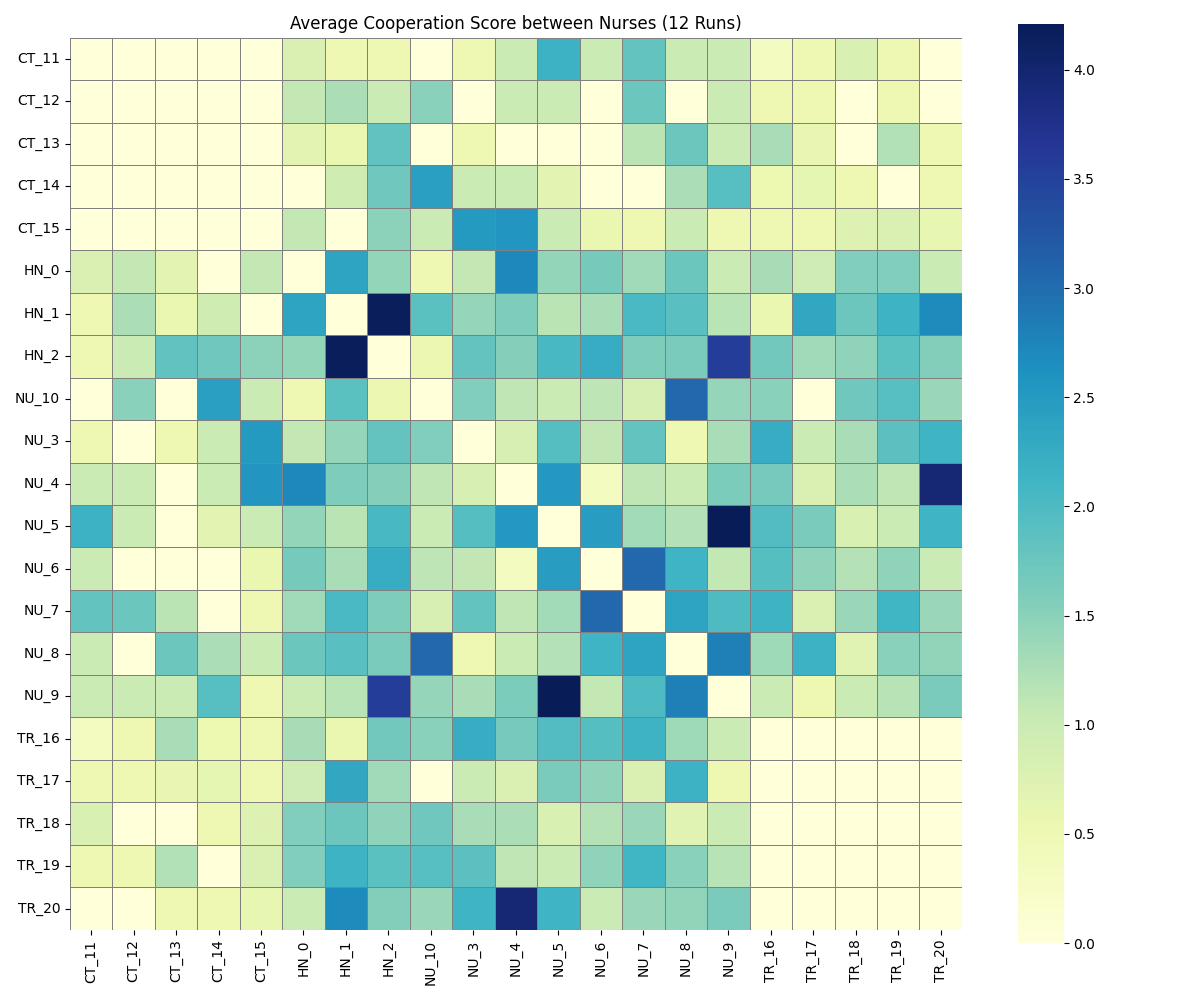 Average Cooperation Score between Nurses (12 Runs)
CT_11
CT_12
CT_13
CT_14
CT_15
HN_0
HN_1
HN_2
NU_10
NU_3
NU_4
NU_5
NU_6
NU_7
NU_8
NU_9
TR_16
TR_17
TR_18
TR_19
TR_20
CT_11
CT_12
CT_13
CT_14
CT_15
HN_0
HN_1
HN_2
NU_10
NU_3
NU_4
NU_5
NU_6
NU_7
NU_8
NU_9
TR_16
TR_17
TR_18
TR_19
TR_20
4.0
3.5
3.0
2.5
2.0
1.5
1.0
0.5
0.0